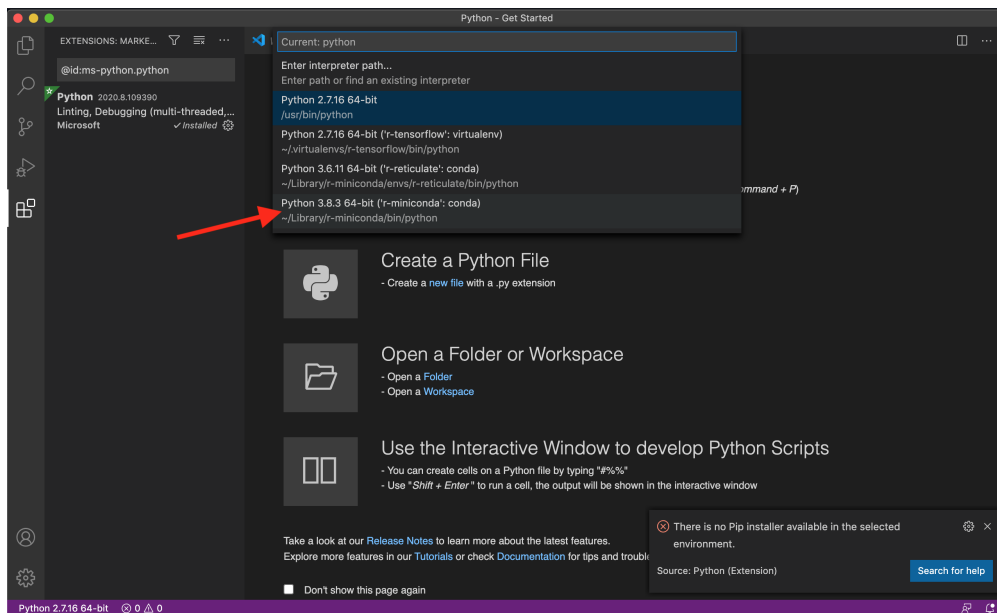 Python - Get Started
EXTENSIONS: MARKE...
@id:ms-python.python
Python 2020.8.109390
Linting, Debugging (multi-threaded,...
Microsoft ✓ Installed
Current: python
Enter interpreter path...
Enter path or find an existing interpreter
Python 2.7.16 64-bit
/usr/bin/python
Python 2.7.16 64-bit ('r-tensorflow': virtualenv)
~/.virtualenvs/r-tensorflow/bin/python
Python 3.6.11 64-bit ('r-reticulate': conda)
~/Library/r-miniconda/envs/r-reticulate/bin/python
Python 3.8.3 64-bit ('r-miniconda': conda)
~/Library/r-miniconda/bin/python
ommand + P)
Create a Python File
- Create a new file with a .py extension
Open a Folder or Workspace
- Open a Folder
- Open a Workspace
Use the Interactive Window to develop Python Scripts
- You can create cells on a Python file by typing "#%%"
- Use "Shift + Enter " to run a cell, the output will be shown in the interactive window
Take a look at our Release Notes to learn more about the latest features.
Explore more features in our Tutorials or check Documentation for tips and trouble
Don't show this page again
There is no Pip installer available in the selected
environment.
Source: Python (Extension)
Search for help
Python 2.7.16 64-bit 0 0